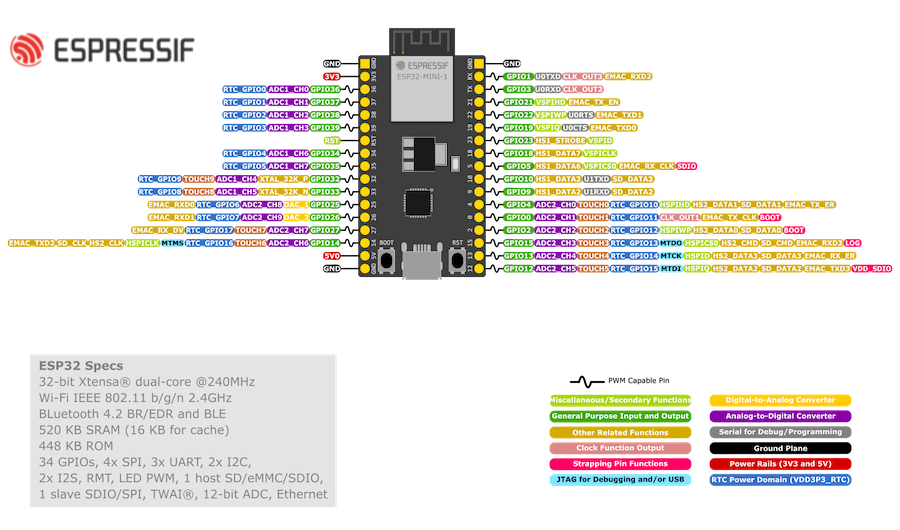 ESPRESSIF
ESPRESSIF
ESP32-MINI-1
GND
3V3
RTC_GPIO0 ADC1_CH0 GPIO36
RTC_GPIO1 ADC1_CH1 GPIO37
RTC_GPIO2 ADC1_CH2 GPIO38
RTC_GPIO3 ADC1_CH3 GPIO39
RST
RTC_GPIO4 ADC1_CH6 GPIO34
RTC_GPIO5 ADC1_CH7 GPIO35
RTC_GPIO9 TOUCH9 ADC1_CH4 XTAL_32K_P GPIO32
RTC_GPIO8 TOUCH8 ADC1_CH5 XTAL_32K_N GPIO33
EMAC_RXD0 RTC_GPIO6 ADC2_CH8 DAC_1 GPIO25
EMAC_RXD1 RTC_GPIO7 ADC2_CH9 DAC_2 GPIO26
EMAC_RX_DV RTC_GPIO17 TOUCH7 ADC2_CH7 GPIO27
EMAC_TXD2 SD_CLK HS2_CLK HSPICLK MTMS RTC_GPIO16 TOUCH6 ADC2_CH6 GPIO14
5V0
GND
GND 3V3 36 37 38 39 RST 34 35 32 33 25 26 27 14 5V GND
GND RX TX 21 22 19 23 18 5 10 9 4 0 2 15 13 12
BOOT
RST
GND
GPIO1 U0TXD CLK_OUT3 EMAC_RXD2
GPIO3 U0RXD CLK_OUT2
GPIO21 VSPIHD EMAC_TX_EN
GPIO22 VSPIWP U0RTS EMAC_TXD1
GPIO19 VSPIQ U0CTS EMAC_TXD0
GPIO23 HS1_STROBE VSPID
GPIO18 HS1_DATA7 VSPICLK
GPIO5 HS1_DATA6 VSPICS0 EMAC_RX_CLK SDIO
GPIO10 HS1_DATA3 U1TXD SD_DATA3
GPIO9 HS1_DATA2 U1RXD SD_DATA2
GPIO4 ADC2_CH0 TOUCH0 RTC_GPIO10 HSPIHD HS2_DATA1 SD_DATA1 EMAC_TX_ER
GPIO0 ADC2_CH1 TOUCH1 RTC_GPIO11 CLK_OUT1 EMAC_TX_CLK BOOT
GPIO2 ADC2_CH2 TOUCH2 RTC_GPIO12 HSPIWP HS2_DATA0 SD_DATA0 BOOT
GPIO15 ADC2_CH3 TOUCH3 RTC_GPIO13 MTDO HSPICS0 HS2_CMD SD_CMD EMAC_RXD3 LOG
GPIO13 ADC2_CH4 TOUCH4 RTC_GPIO14 MTCK HSPID HS2_DATA3 SD_DATA3 EMAC_RX_ER
GPIO12 ADC2_CH5 TOUCH5 RTC_GPIO15 MTDI HSPIQ HS2_DATA2 SD_DATA2 EMAC_TXD3 VDD_SDIO
ESP32 Specs
32-bit Xtensa® dual-core @240MHz
Wi-Fi IEEE 802.11 b/g/n 2.4GHz
BLuetooth 4.2 BR/EDR and BLE
520 KB SRAM (16 KB for cache)
448 KB ROM
34 GPIOs, 4x SPI, 3x UART, 2x I2C,
2x I2S, RMT, LED PWM, 1 host SD/eMMC/SDIO,
1 slave SDIO/SPI, TWAI®, 12-bit ADC, Ethernet
PWM Capable Pin
Miscellaneous/Secondary Functions
General Purpose Input and Output
Other Related Functions
Clock Function Output
Strapping Pin Functions
JTAG for Debugging and/or USB
Digital-to-Analog Converter
Analog-to-Digital Converter
Serial for Debug/Programming
Ground Plane
Power Rails (3V3 and 5V)
RTC Power Domain (VDD3P3_RTC)